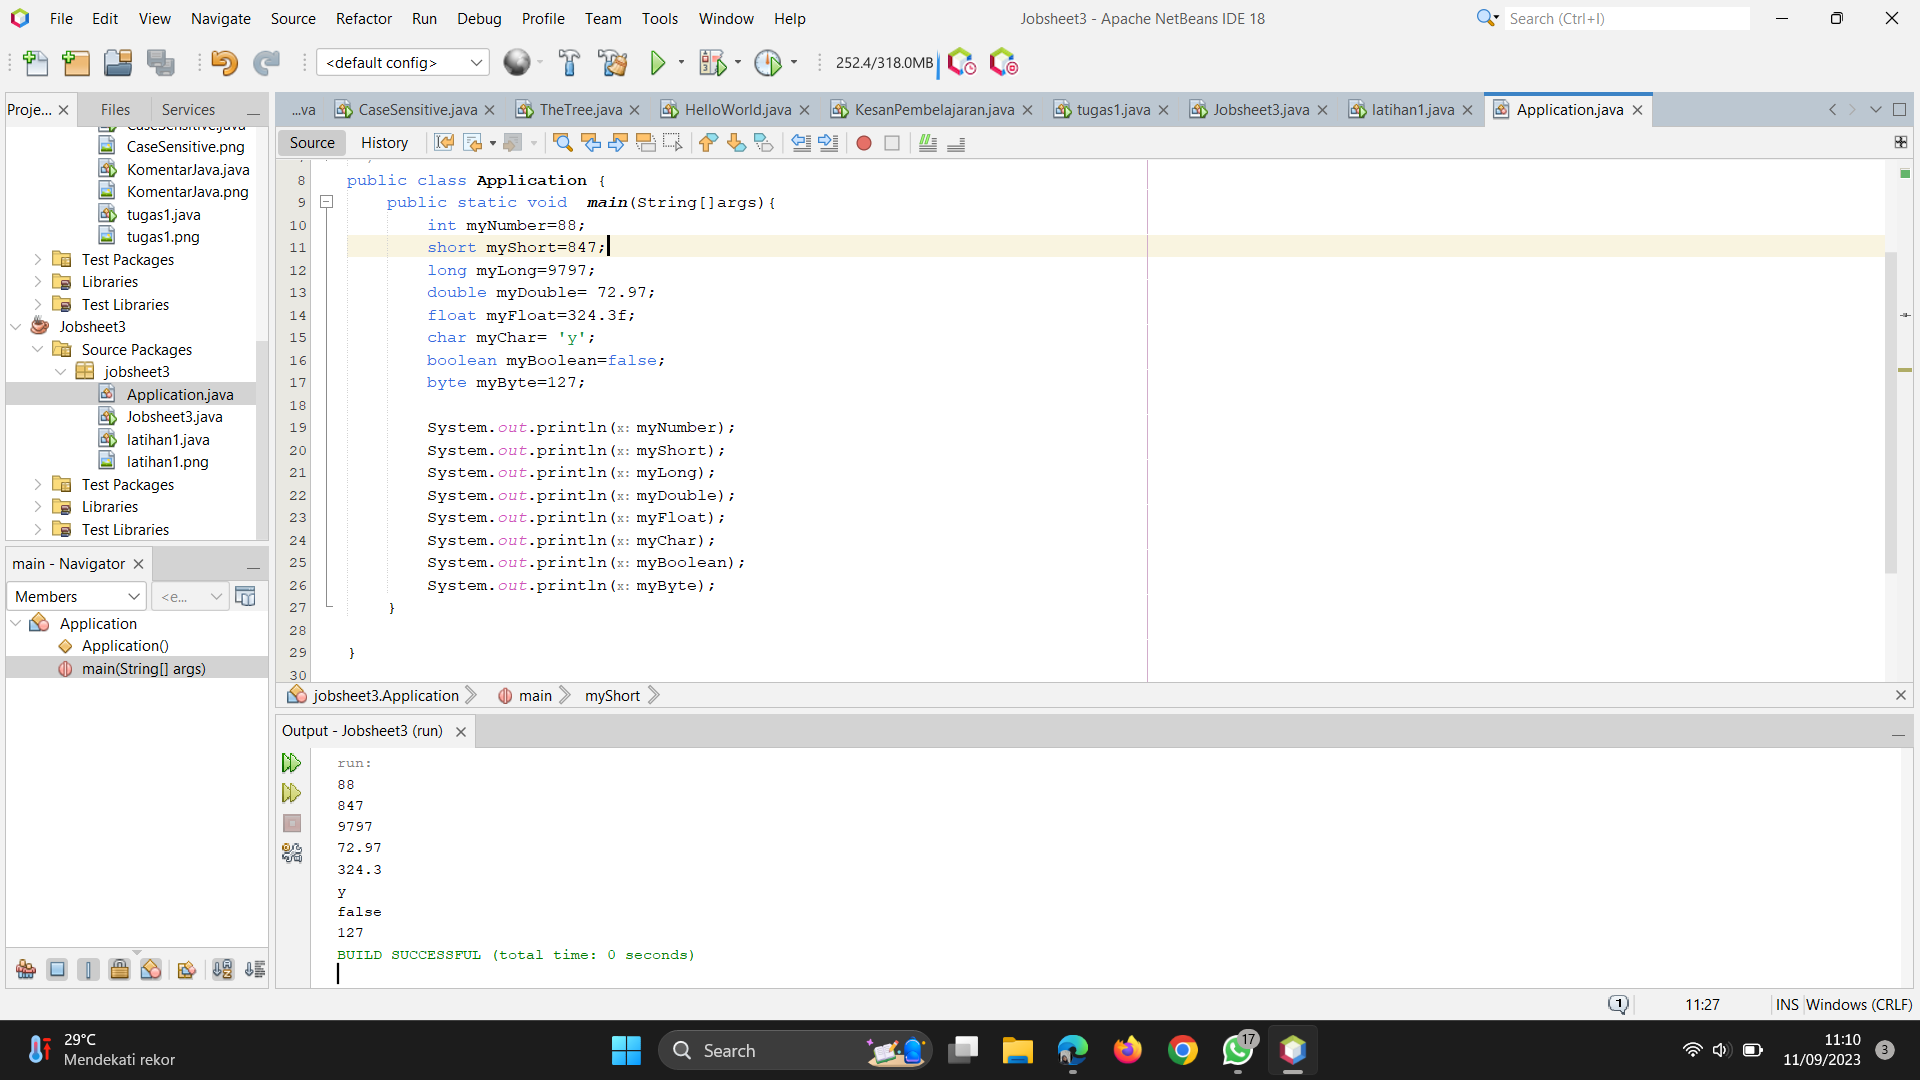 File Edit View Navigate Source Refactor Run Debug Profile Team Tools Window Help
Jobsheet3 - Apache NetBeans IDE 18
Search (Ctrl+I)
<default config>
252.4/318.0MB
Proje...
Files
Services
...va
CaseSensitive.java
TheTree.java
HelloWorld.java
KesanPembelajaran.java
tugas1.java
Jobsheet3.java
latihan1.java
Application.java
Source
History
CaseSensitive.java
CaseSensitive.png
KomentarJava.java
KomentarJava.png
tugas1.java
tugas1.png
Test Packages
Libraries
Test Libraries
Jobsheet3
Source Packages
jobsheet3
Application.java
Jobsheet3.java
latihan1.java
latihan1.png
Test Packages
Libraries
Test Libraries
8 public class Application {
9 public static void  main(String[]args){
10 int myNumber=88;
11 short myShort=847;
12 long myLong=9797;
13 double myDouble= 72.97;
14 float myFloat=324.3f;
15 char myChar= 'y';
16 boolean myBoolean=false;
17 byte myByte=127;
18
19 System.out.println(x: myNumber);
20 System.out.println(x: myShort);
21 System.out.println(x: myLong);
22 System.out.println(x: myDouble);
23 System.out.println(x: myFloat);
24 System.out.println(x: myChar);
25 System.out.println(x: myBoolean);
26 System.out.println(x: myByte);
27 }
28
29 }
30
jobsheet3.Application
main
myShort
main - Navigator
Members
<e...
Application
Application()
main(String[] args)
Output - Jobsheet3 (run)
run:
88
847
9797
72.97
324.3
y
false
127
BUILD SUCCESSFUL (total time: 0 seconds)
1
11:27
INS
Windows (CRLF)
29°C
Mendekati rekor
Search
17
11:10
11/09/2023
3